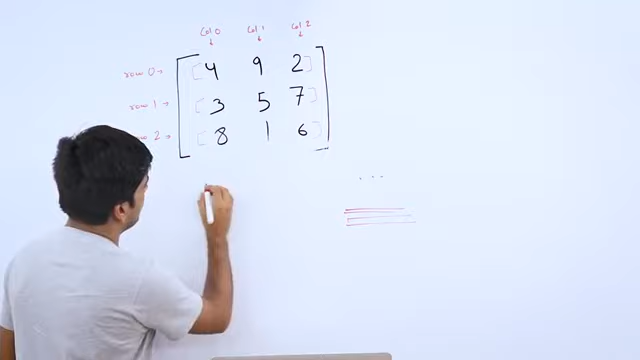 col 0 col 1 col 2
row 0 → [ 4 9 2 ]
row 1 → [ 3 5 7 ]
row 2 → [ 8 1 6 ]
. . .